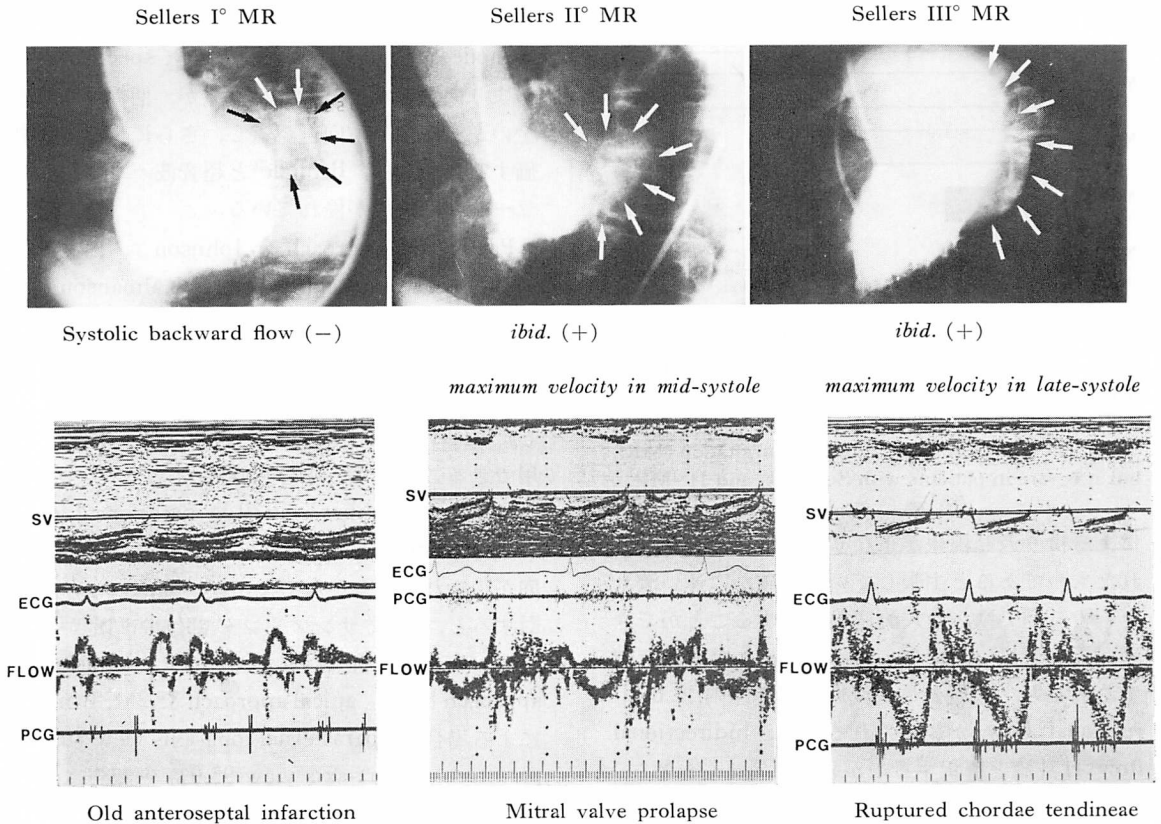 Sellers I° MR
Sellers II° MR
Sellers III° MR
Systolic backward flow (−)
ibid. (+)
ibid. (+)
maximum velocity in mid-systole
maximum velocity in late-systole
SV
ECG
FLOW
PCG
SV
ECG
PCG
FLOW
SV
ECG
FLOW
PCG
Old anteroseptal infarction
Mitral valve prolapse
Ruptured chordae tendineae